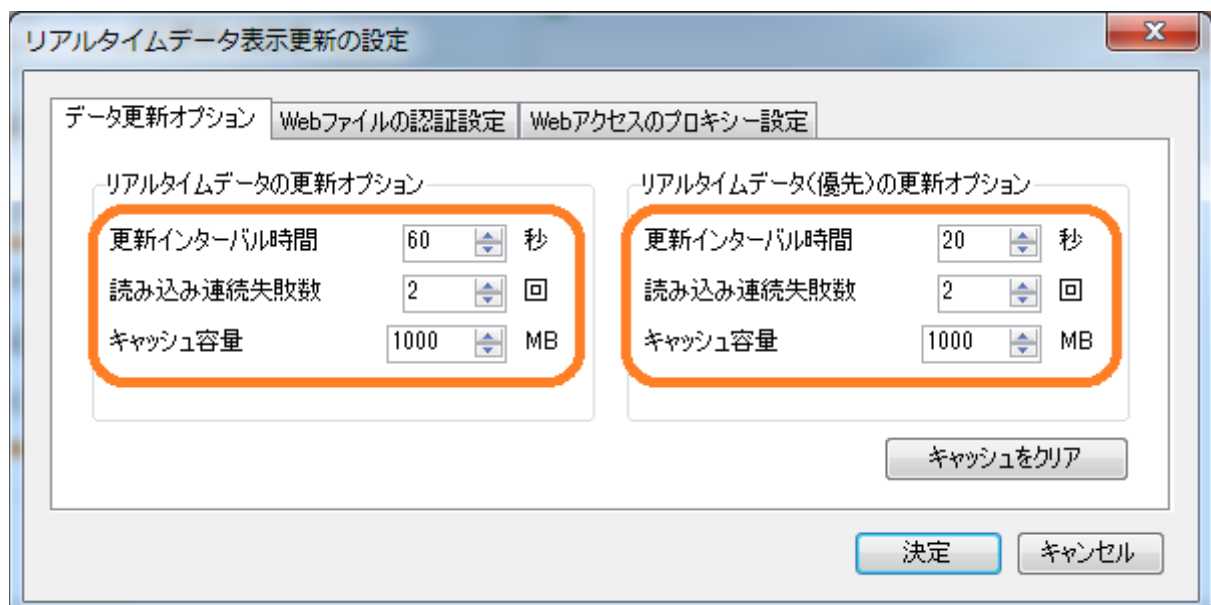 リアルタイムデータ表示更新の設定
データ更新オプション Webファイルの認証設定 Webアクセスのプロキシー設定
リアルタイムデータの更新オプション
更新インターバル時間 60 秒
読み込み連続失敗数 2 回
キャッシュ容量 1000 MB
リアルタイムデータ(優先)の更新オプション
更新インターバル時間 20 秒
読み込み連続失敗数 2 回
キャッシュ容量 1000 MB
キャッシュをクリア
決定 キャンセル